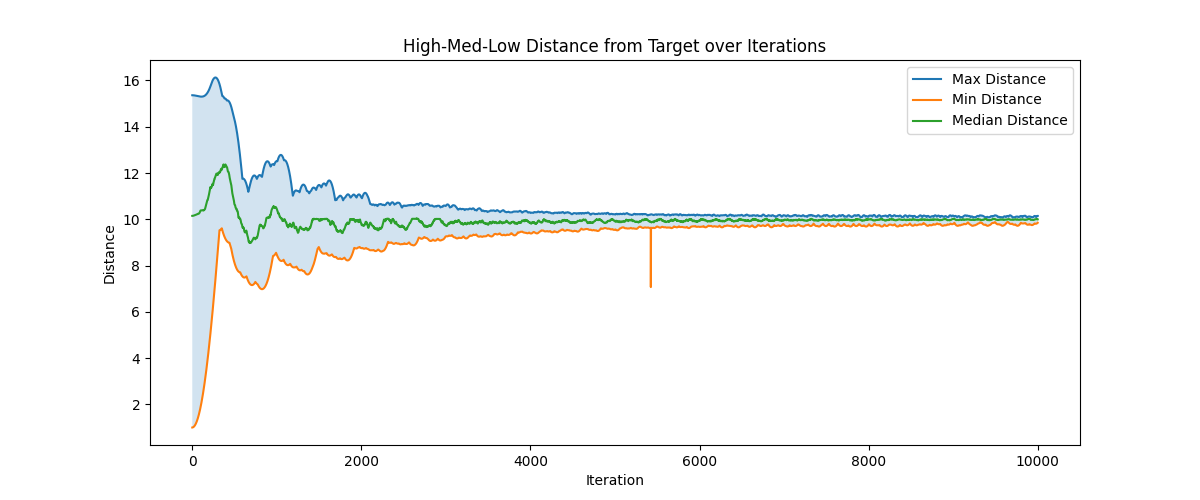 High-Med-Low Distance from Target over Iterations
Max Distance
Min Distance
Median Distance
Distance
16
14
12
10
8
6
4
2
0
2000
4000
6000
8000
10000
Iteration